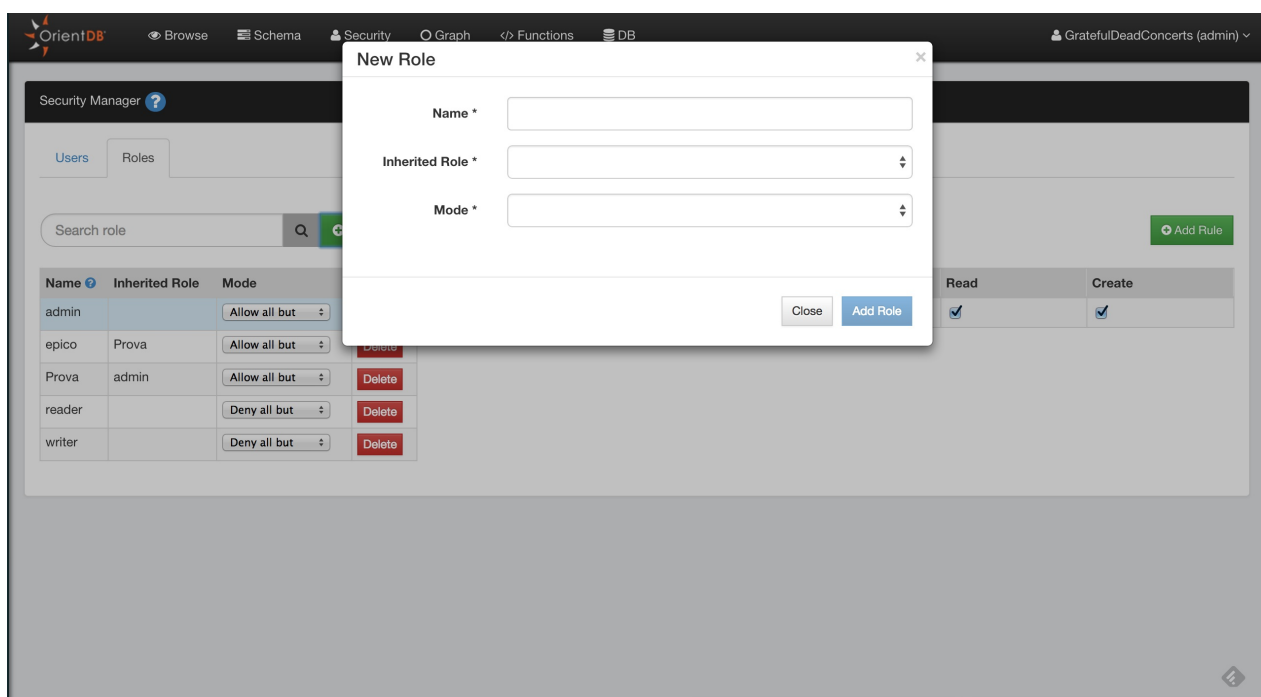 OrientDB Browse Schema Security Graph Functions DB GratefulDeadConcerts (admin)
New Role ×
Security Manager ?
Name *
Users Roles
Inherited Role *
Mode *
Search role
Add Rule
Name ? Inherited Role Mode Read Create
admin Allow all but
Close Add Role
epico Prova Allow all but Delete
Prova admin Allow all but Delete
reader Deny all but Delete
writer Deny all but Delete